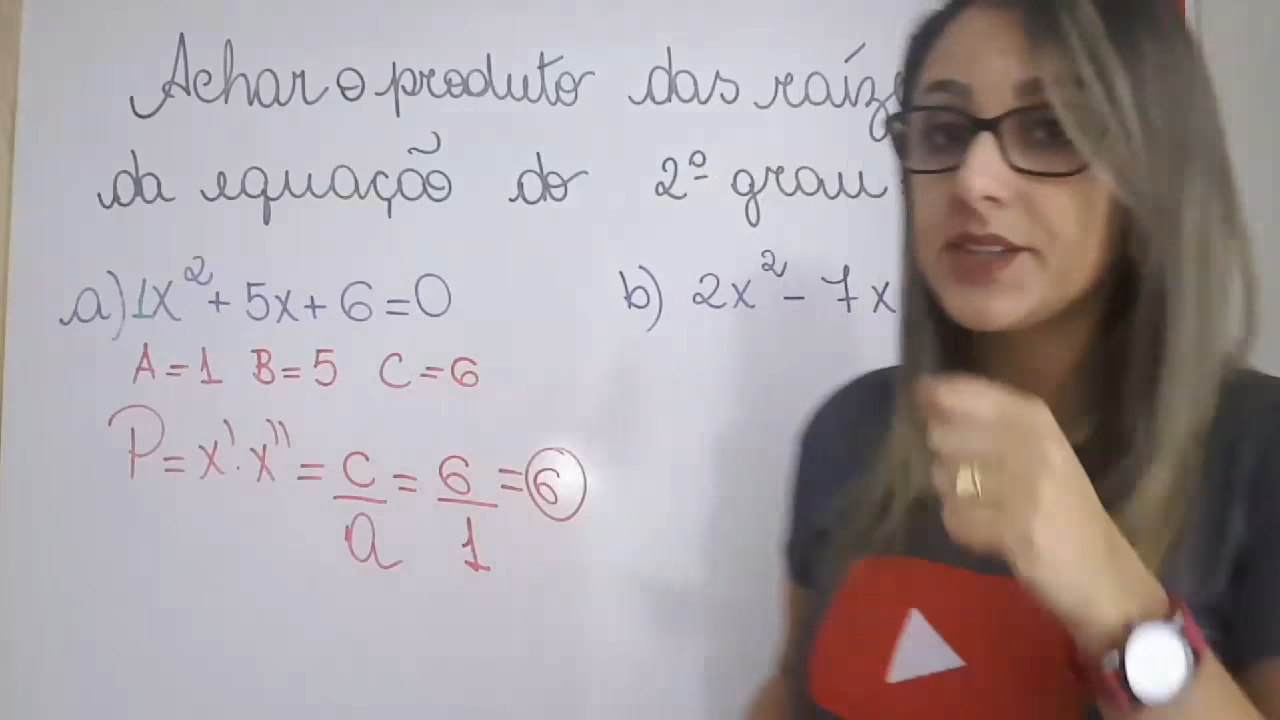 Achar o produto das raíz
da equação do 2º grau
a) 1x² + 5x + 6 = 0
b) 2x² - 7x
A = 1 B = 5 C = 6
P = x' . x'' = c/a = 6/1 = 6